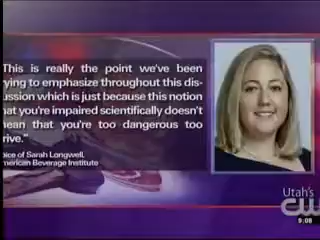 This is really the point we've been
ying to emphasize throughout this dis-
ussion which is just because this notion
hat you're impaired scientifically doesn't
ean that you're too dangerous too
rive."
oice of Sarah Longwell,
merican Beverage Institute
Utah's
CW
9:08